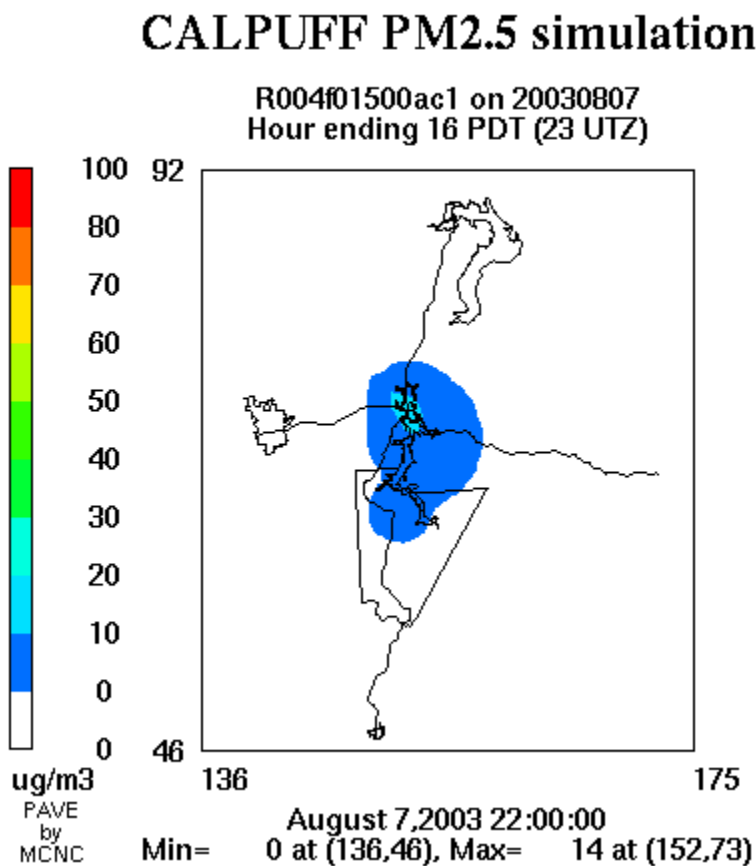 CALPUFF PM2.5 simulation
R004f01500ac1 on 20030807
Hour ending 16 PDT (23 UTZ)
100
80
70
60
50
40
30
20
10
0
0
ug/m3
PAVE
by
MCNC
92
46
136
175
August 7,2003 22:00:00
Min= 0 at (136,46), Max= 14 at (152,73)